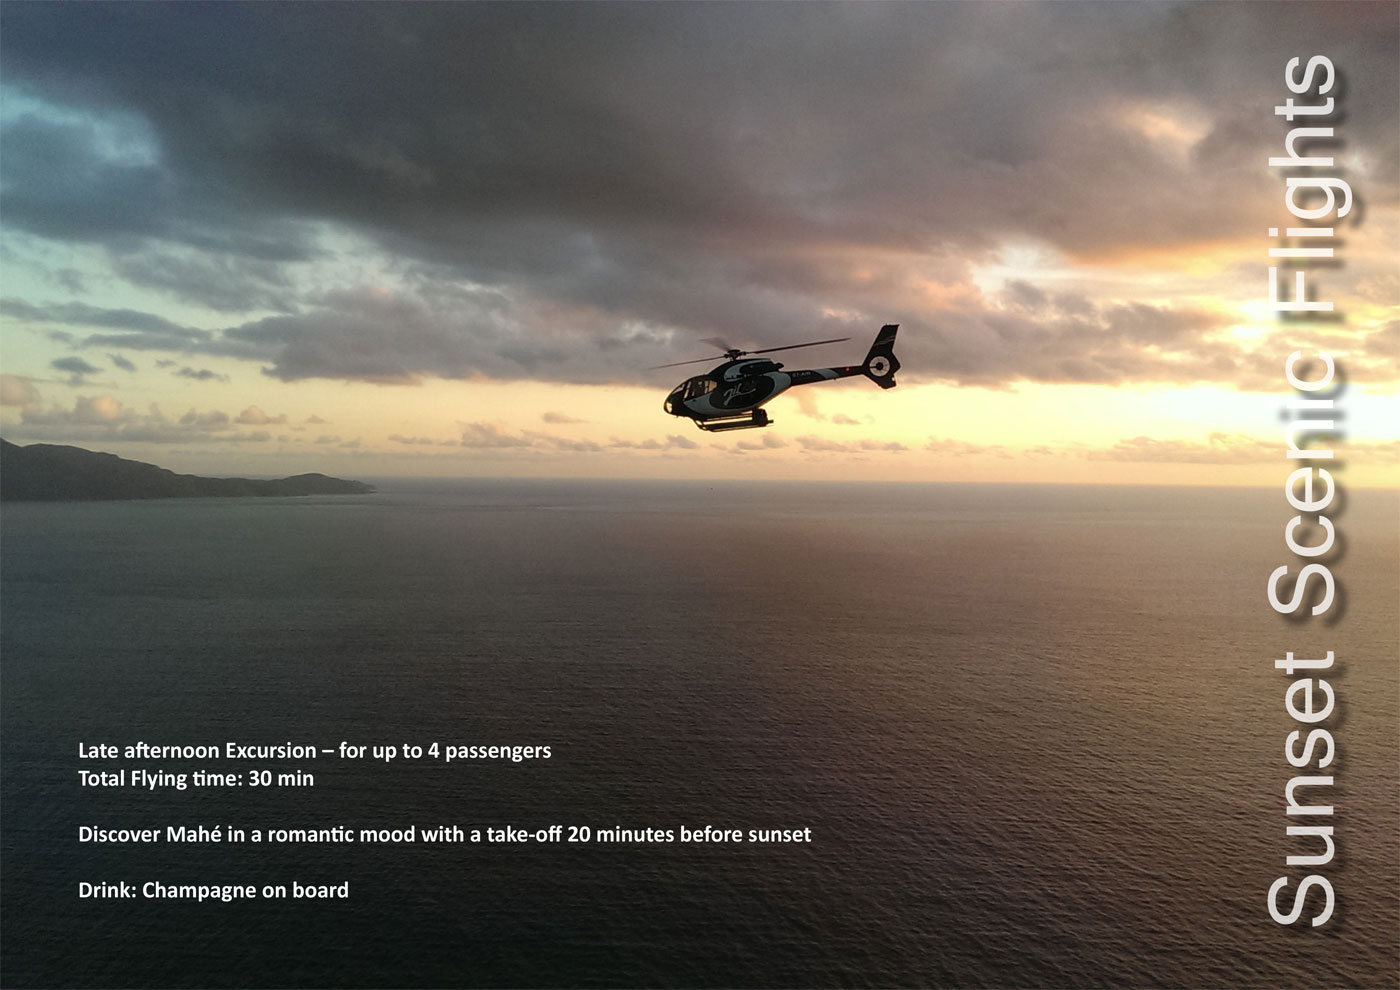 Sunset Scenic Flights
Late afternoon Excursion – for up to 4 passengers
Total Flying time: 30 min
Discover Mahé in a romantic mood with a take-off 20 minutes before sunset
Drink: Champagne on board